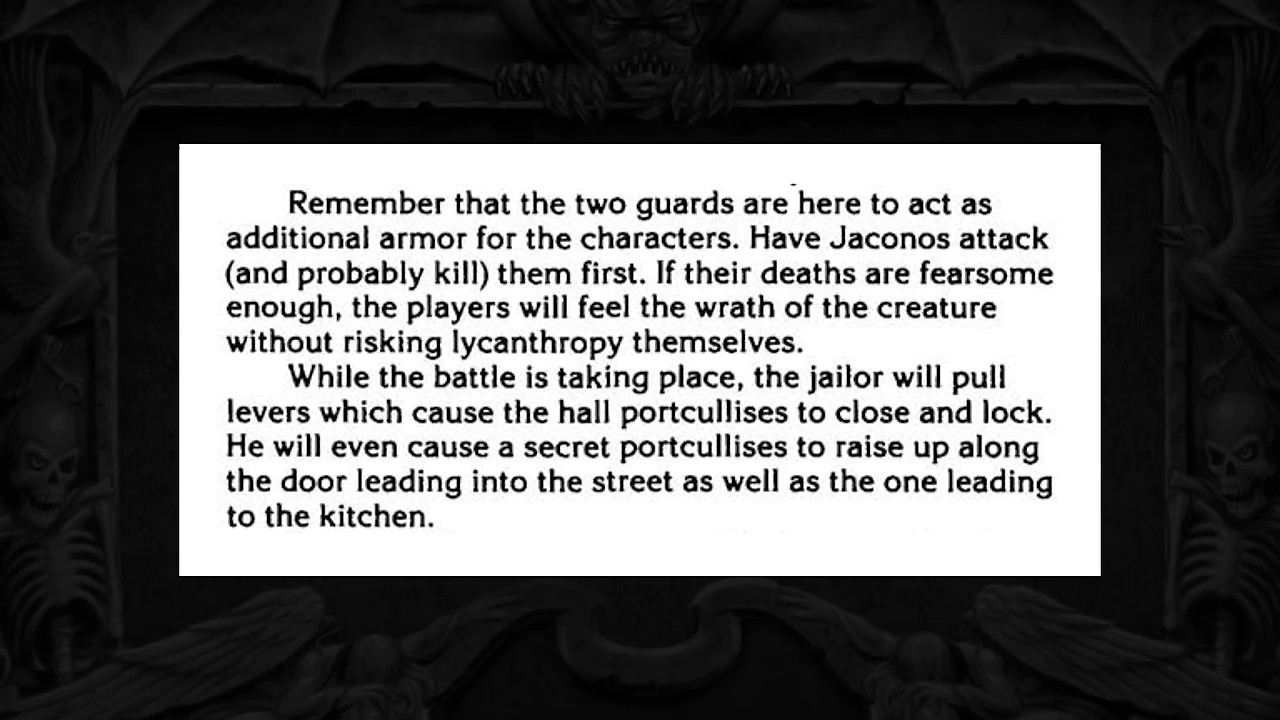 Remember that the two guards are here to act as
additional armor for the characters. Have Jaconos attack
(and probably kill) them first. If their deaths are fearsome
enough, the players will feel the wrath of the creature
without risking lycanthropy themselves.
While the battle is taking place, the jailor will pull
levers which cause the hall portcullises to close and lock.
He will even cause a secret portcullises to raise up along
the door leading into the street as well as the one leading
to the kitchen.